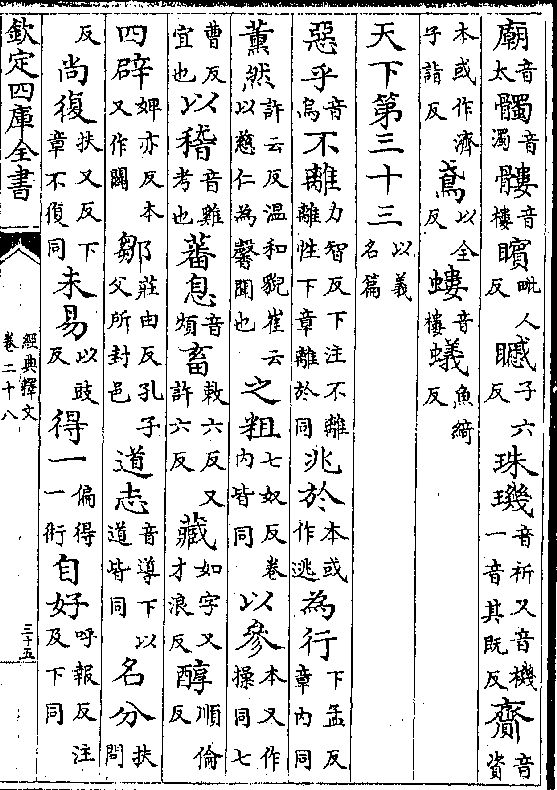 廟音太髑音濁髏音樓矉毗人反子六反珠璣音祈又音機一音其既反齎音資
本或作濟子詣反鳶以全反螻音樓蟻魚綺反
天下第三十三以義名篇
惡乎音烏不離力智反下注不離離性下章離於同兆於本或作逃為行下孟反章內同
薰然許云反溫和貌崔云以慈仁為馨聞也之粗七奴反卷內皆同以參本又作操同七
曹反宜也以稽音雞考也蕃息音煩畜敕六反又許六反藏如字又才浪反醇順倫反
四辟婢亦反本又作闢鄒莊由反孔子父所封邑道志音導下以道皆同名分扶問
反尚復扶又反下章不復同未易以豉反得一偏得一術自好呼報反注及下同
欽定四庫全書
經典釋文
卷二十八
三十五